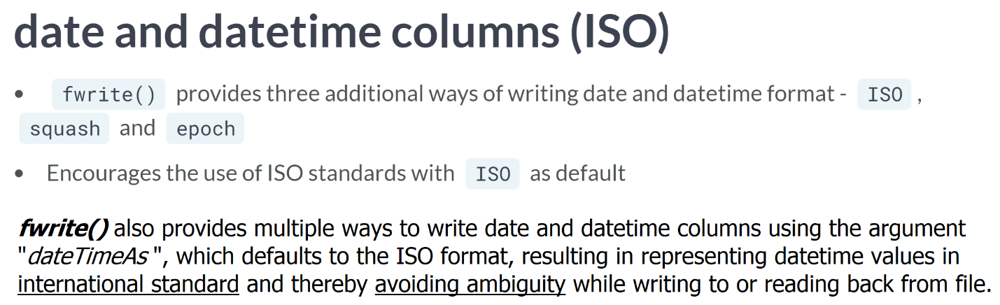 date and datetime columns (ISO)
• fwrite() provides three additional ways of writing date and datetime format - ISO ,
squash and epoch
• Encourages the use of ISO standards with ISO as default
fwrite() also provides multiple ways to write date and datetime columns using the argument
"dateTimeAs ", which defaults to the ISO format, resulting in representing datetime values in
international standard and thereby avoiding ambiguity while writing to or reading back from file.